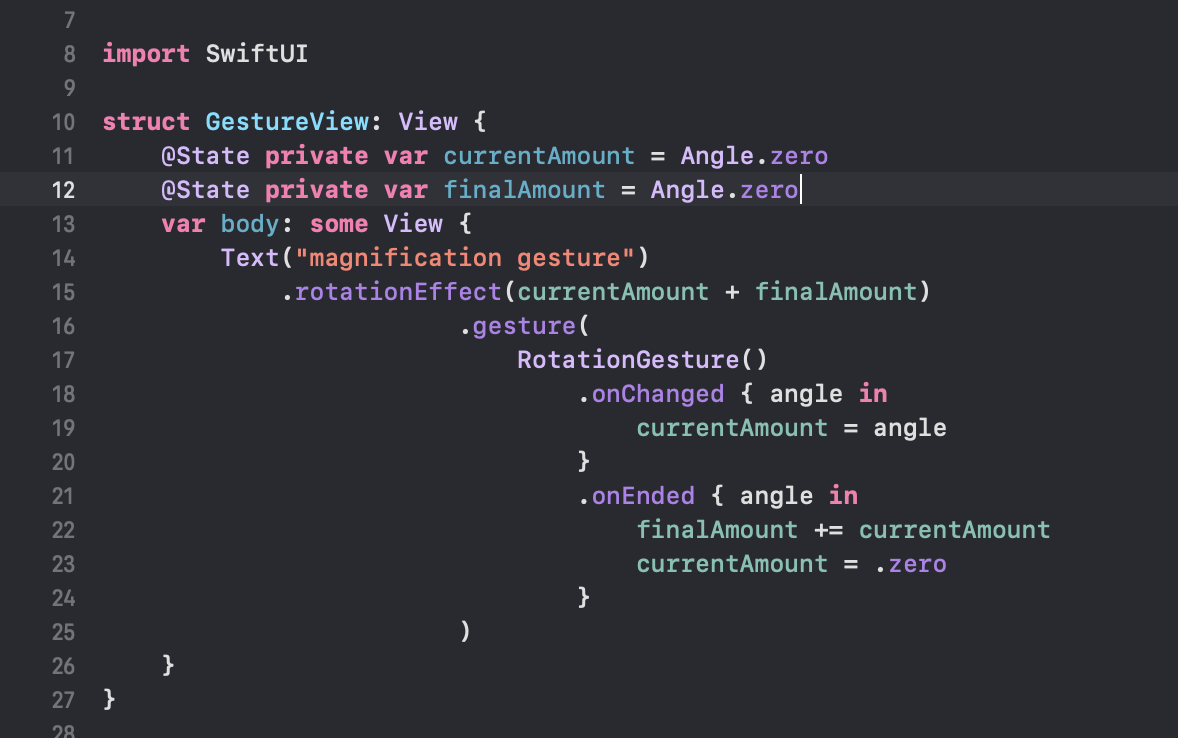 7
8 import SwiftUI
9
10 struct GestureView: View {
11     @State private var currentAmount = Angle.zero
12     @State private var finalAmount = Angle.zero
13     var body: some View {
14         Text("magnification gesture")
15             .rotationEffect(currentAmount + finalAmount)
16                         .gesture(
17                             RotationGesture()
18                                 .onChanged { angle in
19                                     currentAmount = angle
20                                 }
21                                 .onEnded { angle in
22                                     finalAmount += currentAmount
23                                     currentAmount = .zero
24                                 }
25                         )
26     }
27 }
28